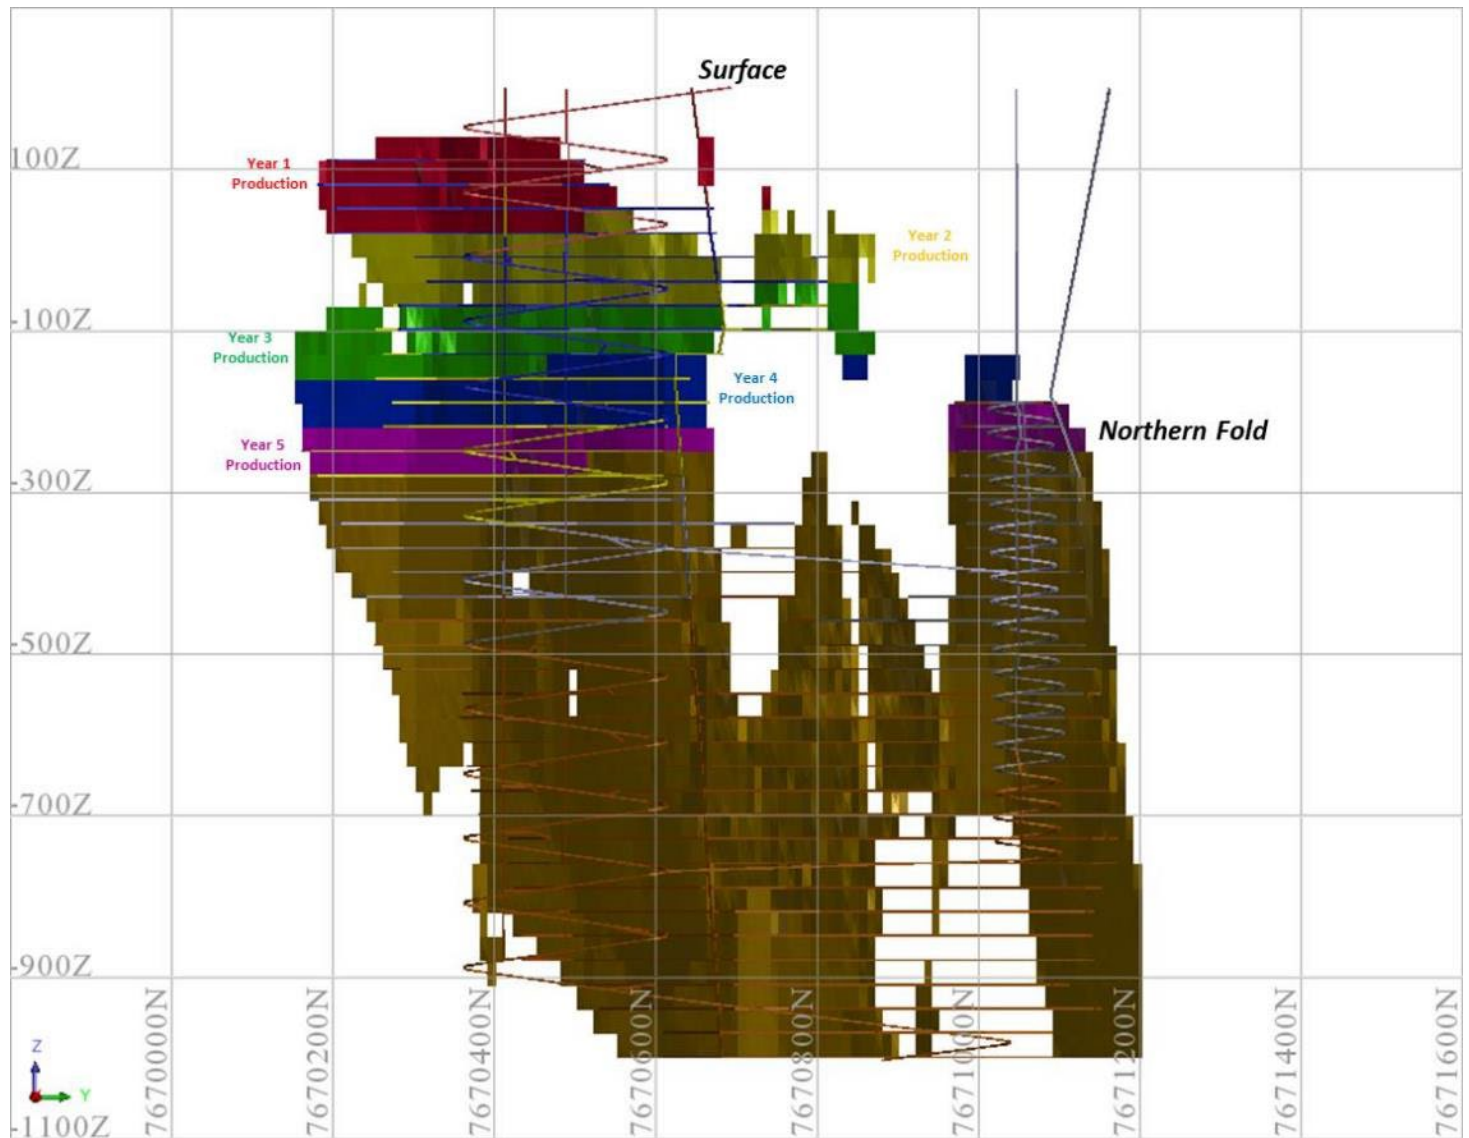 Surface
100Z
Year 1
Production
Year 2
Production
-100Z
Year 3
Production
Year 4
Production
Year 5
Production
Northern Fold
-300Z
-500Z
-700Z
-900Z
7670000N
7670200N
7670400N
7670600N
7670800N
7671000N
7671200N
7671400N
7671600N
Z
Y
-1100Z